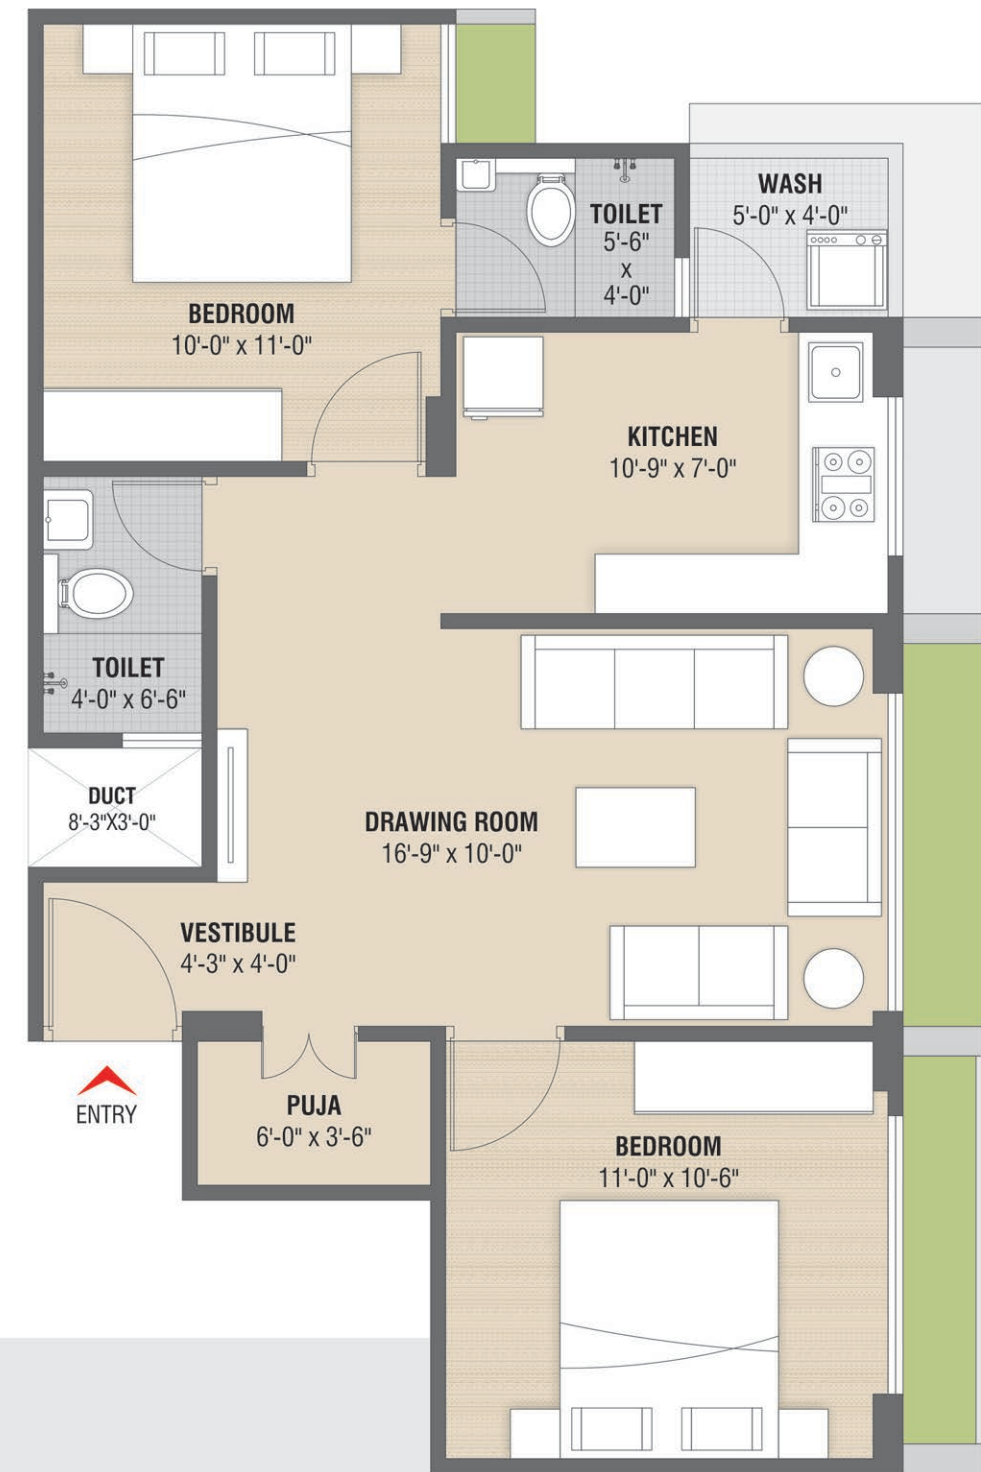 WASH
5'-0" x 4'-0"
TOILET
5'-6"
x
4'-0"
BEDROOM
10'-0" x 11'-0"
KITCHEN
10'-9" x 7'-0"
TOILET
4'-0" x 6'-6"
DUCT
8'-3"X3'-0"
DRAWING ROOM
16'-9" x 10'-0"
VESTIBULE
4'-3" x 4'-0"
ENTRY
PUJA
6'-0" x 3'-6"
BEDROOM
11'-0" x 10'-6"